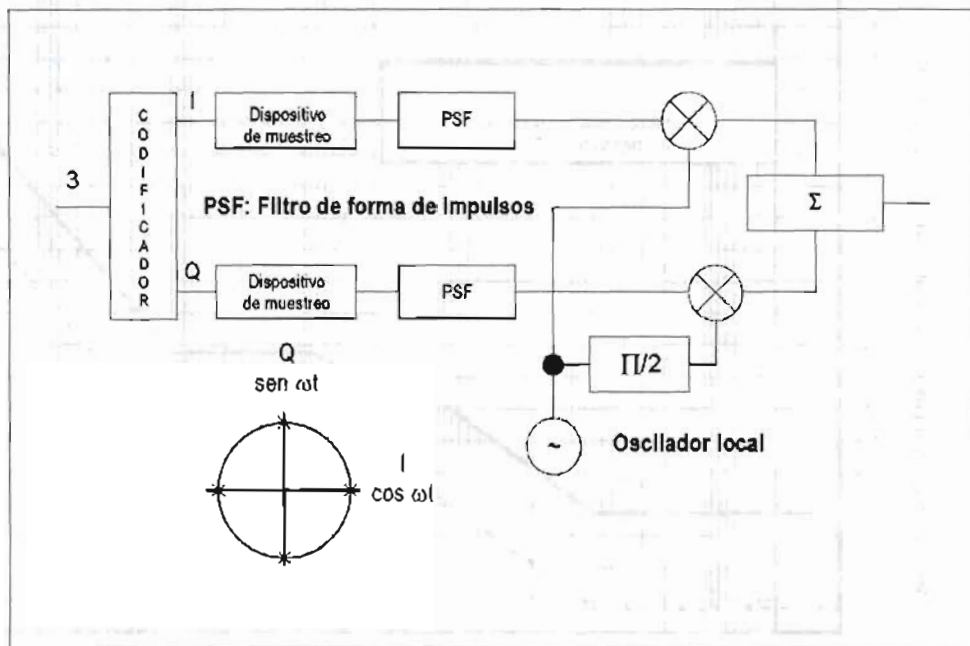 I
Dispositivo
de muestreo
PSF
CODIFICADOR
3
PSF: Filtro de forma de Impulsos
Σ
Q
Dispositivo
de muestreo
PSF
Π/2
Q
sen ωt
~
Oscilador local
I
cos ωt